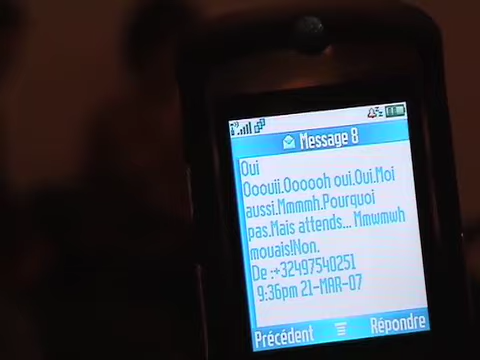 Message 8
Oui
Ooouii.Oooooh oui.Oui.Moi
aussi.Mmmmh.Pourquoi
pas.Mais attends... Mmwmwh
mouais!Non.
De :+32497540251
9:36pm 21-MAR-07
Précédent Répondre